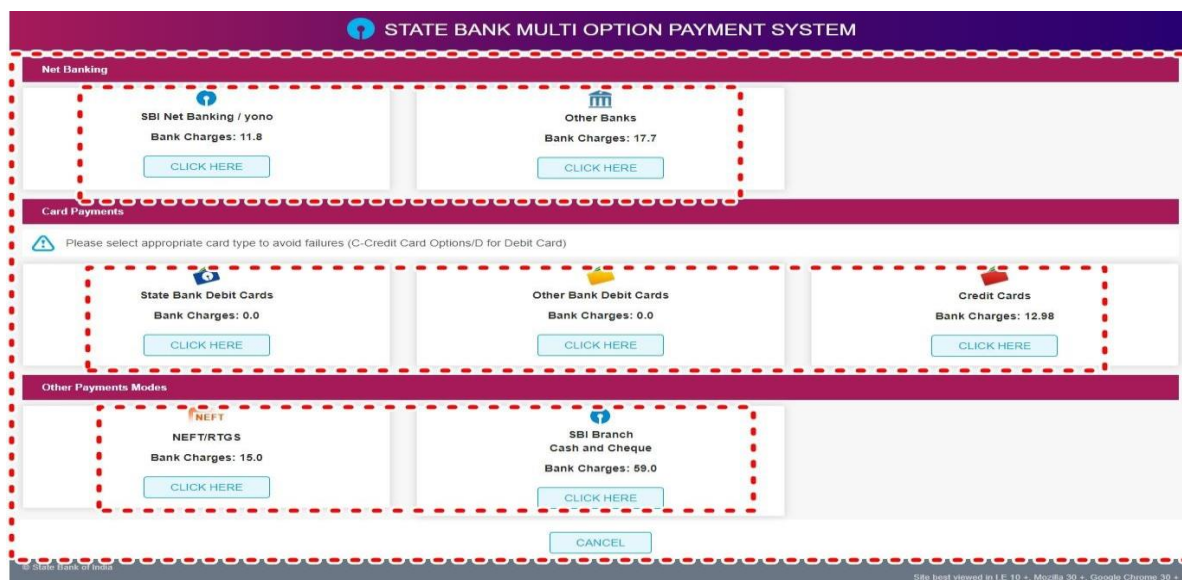 STATE BANK MULTI OPTION PAYMENT SYSTEM
Net Banking
SBI Net Banking / yono
Bank Charges: 11.8
CLICK HERE
Other Banks
Bank Charges: 17.7
CLICK HERE
Card Payments
Please select appropriate card type to avoid failures (C-Credit Card Options/D for Debit Card)
State Bank Debit Cards
Bank Charges: 0.0
CLICK HERE
Other Bank Debit Cards
Bank Charges: 0.0
CLICK HERE
Credit Cards
Bank Charges: 12.98
CLICK HERE
Other Payments Modes
NEFT
NEFT/RTGS
Bank Charges: 15.0
CLICK HERE
SBI Branch
Cash and Cheque
Bank Charges: 59.0
CLICK HERE
CANCEL
© State Bank of India
Site best viewed in I.E 10 +, Mozilla 30 +, Google Chrome 30 +